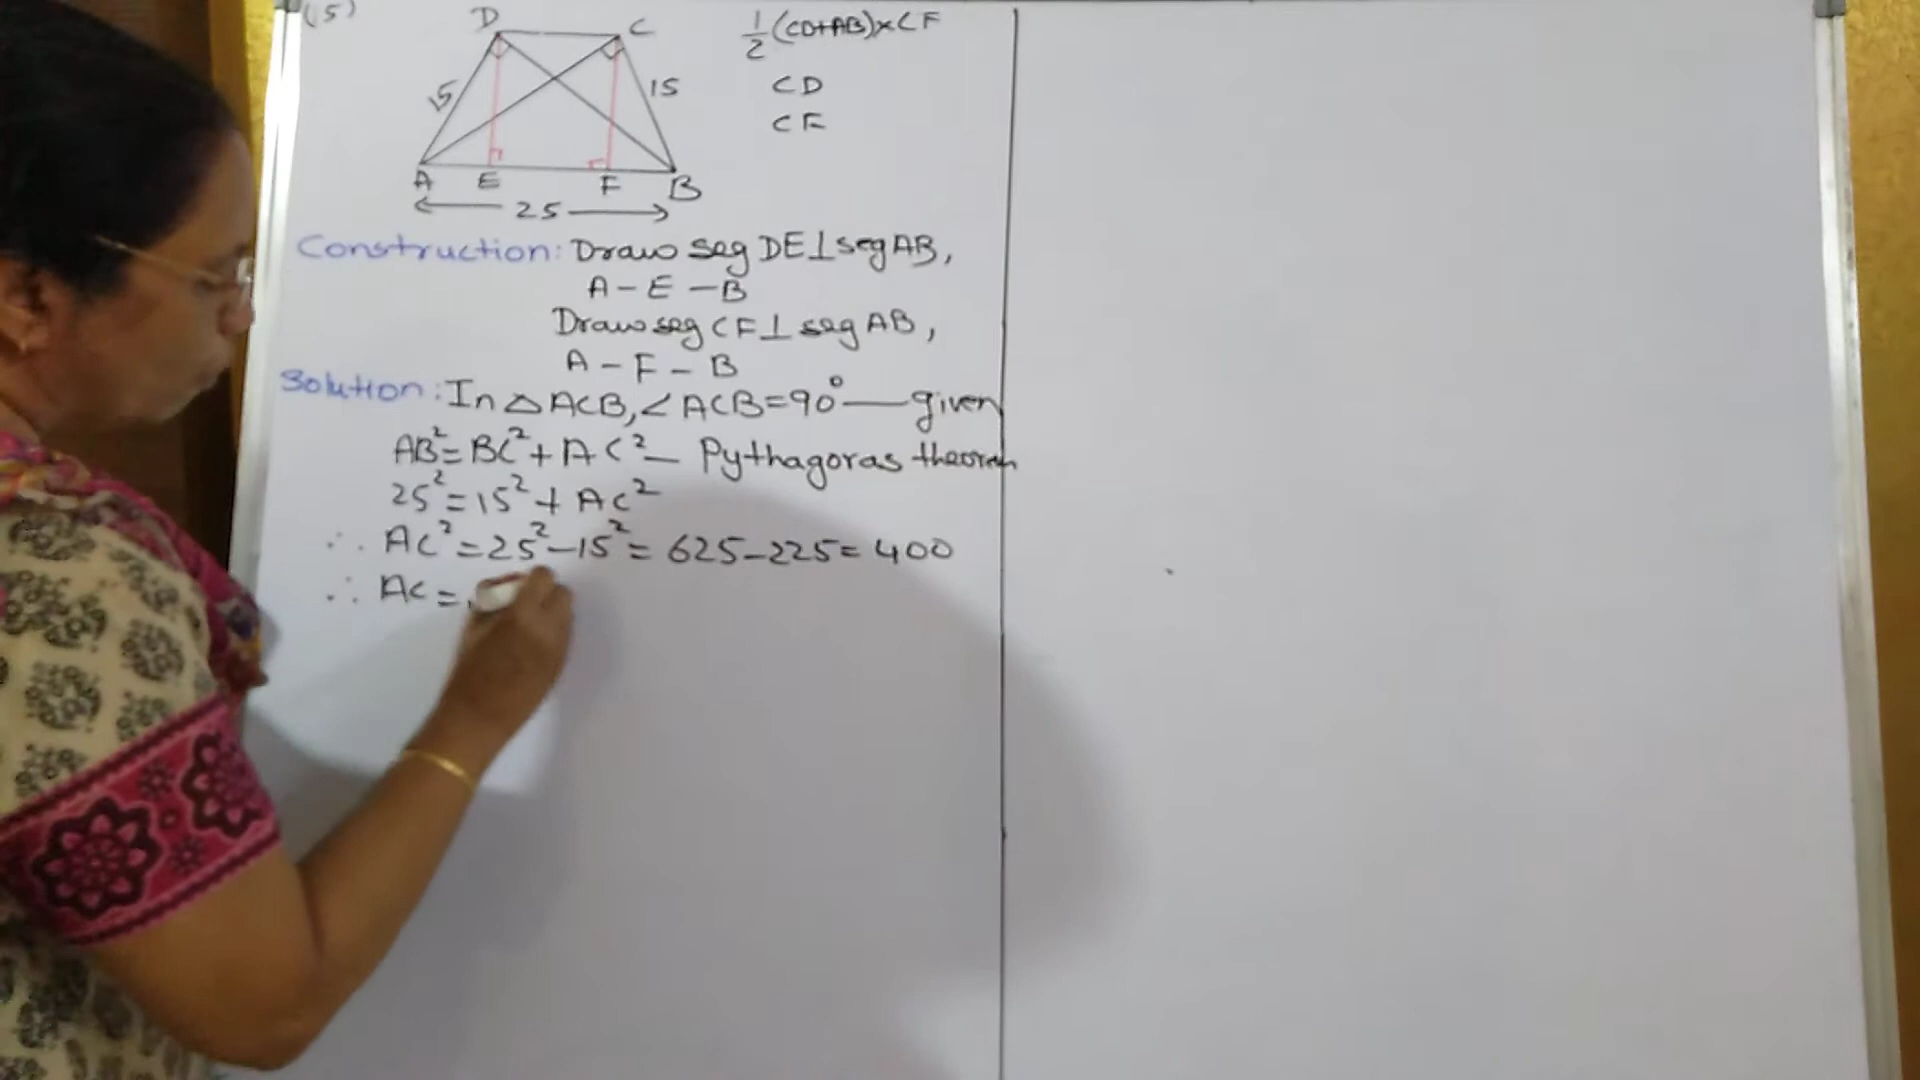 (5)
D C
15 15
A E F B
25
1/2 (CD+AB)×CF
CD
CF
Construction: Draw seg DE⊥seg AB,
A - E - B
Draw seg CF⊥ seg AB,
A - F - B
Solution: In △ ACB, ∠ ACB=90° — given
AB²= BC²+ AC² — Pythagoras theorem
25²=15²+ AC²
∴ AC²=25²-15²= 625-225= 400
∴ AC =